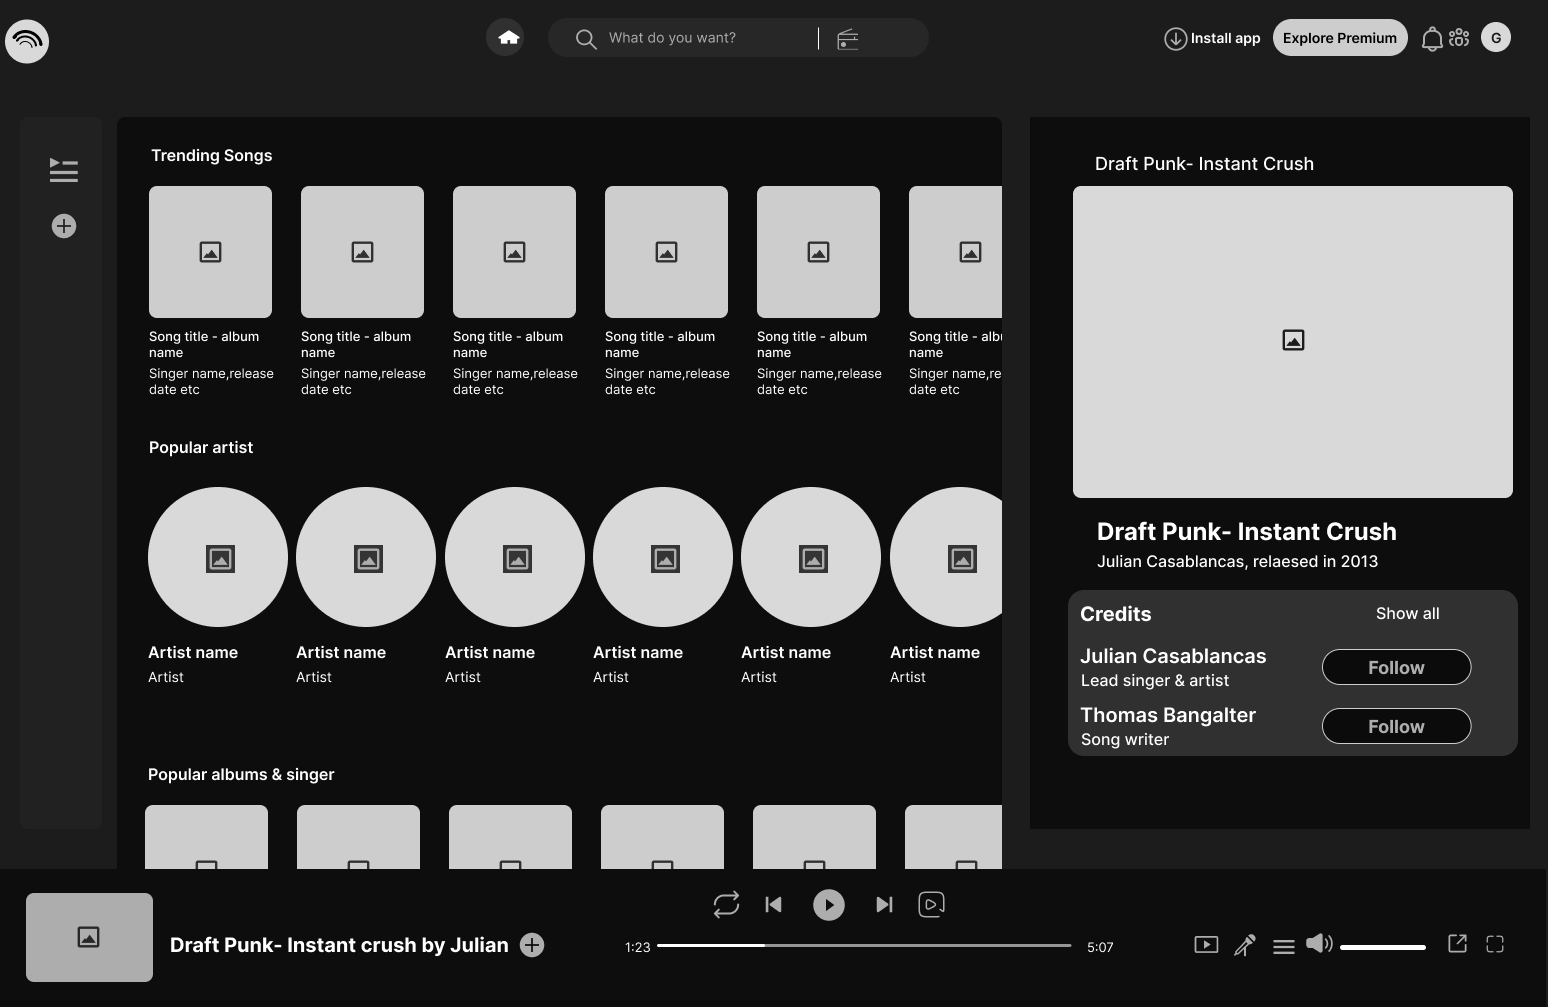 What do you want?
Install app
Explore Premium
G
Trending Songs
Song title - album
name
Singer name,release
date etc
Song title - album
name
Singer name,release
date etc
Song title - album
name
Singer name,release
date etc
Song title - album
name
Singer name,release
date etc
Song title - album
name
Singer name,release
date etc
Song title - albu
name
Singer name,re
date etc
Popular artist
Artist name
Artist
Artist name
Artist
Artist name
Artist
Artist name
Artist
Artist name
Artist
Artist name
Artist
Popular albums & singer
Draft Punk- Instant Crush
Draft Punk- Instant Crush
Julian Casablancas, relaesed in 2013
Credits
Show all
Julian Casablancas
Lead singer & artist
Follow
Thomas Bangalter
Song writer
Follow
Draft Punk- Instant crush by Julian
1:23
5:07